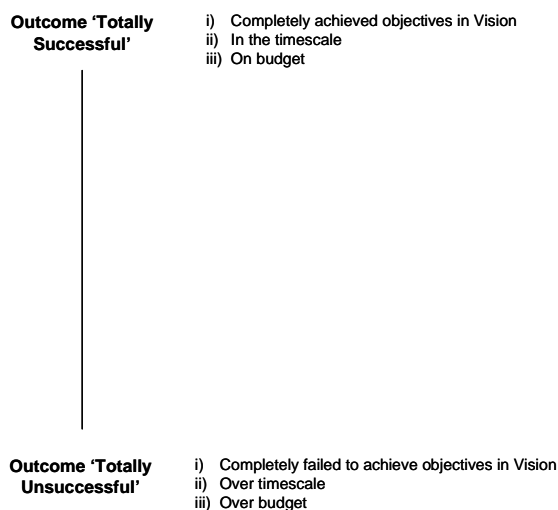 Outcome ‘Totally
Successful’
i) Completely achieved objectives in Vision
ii) In the timescale
iii) On budget
Outcome ‘Totally
Unsuccessful’
i) Completely failed to achieve objectives in Vision
ii) Over timescale
iii) Over budget